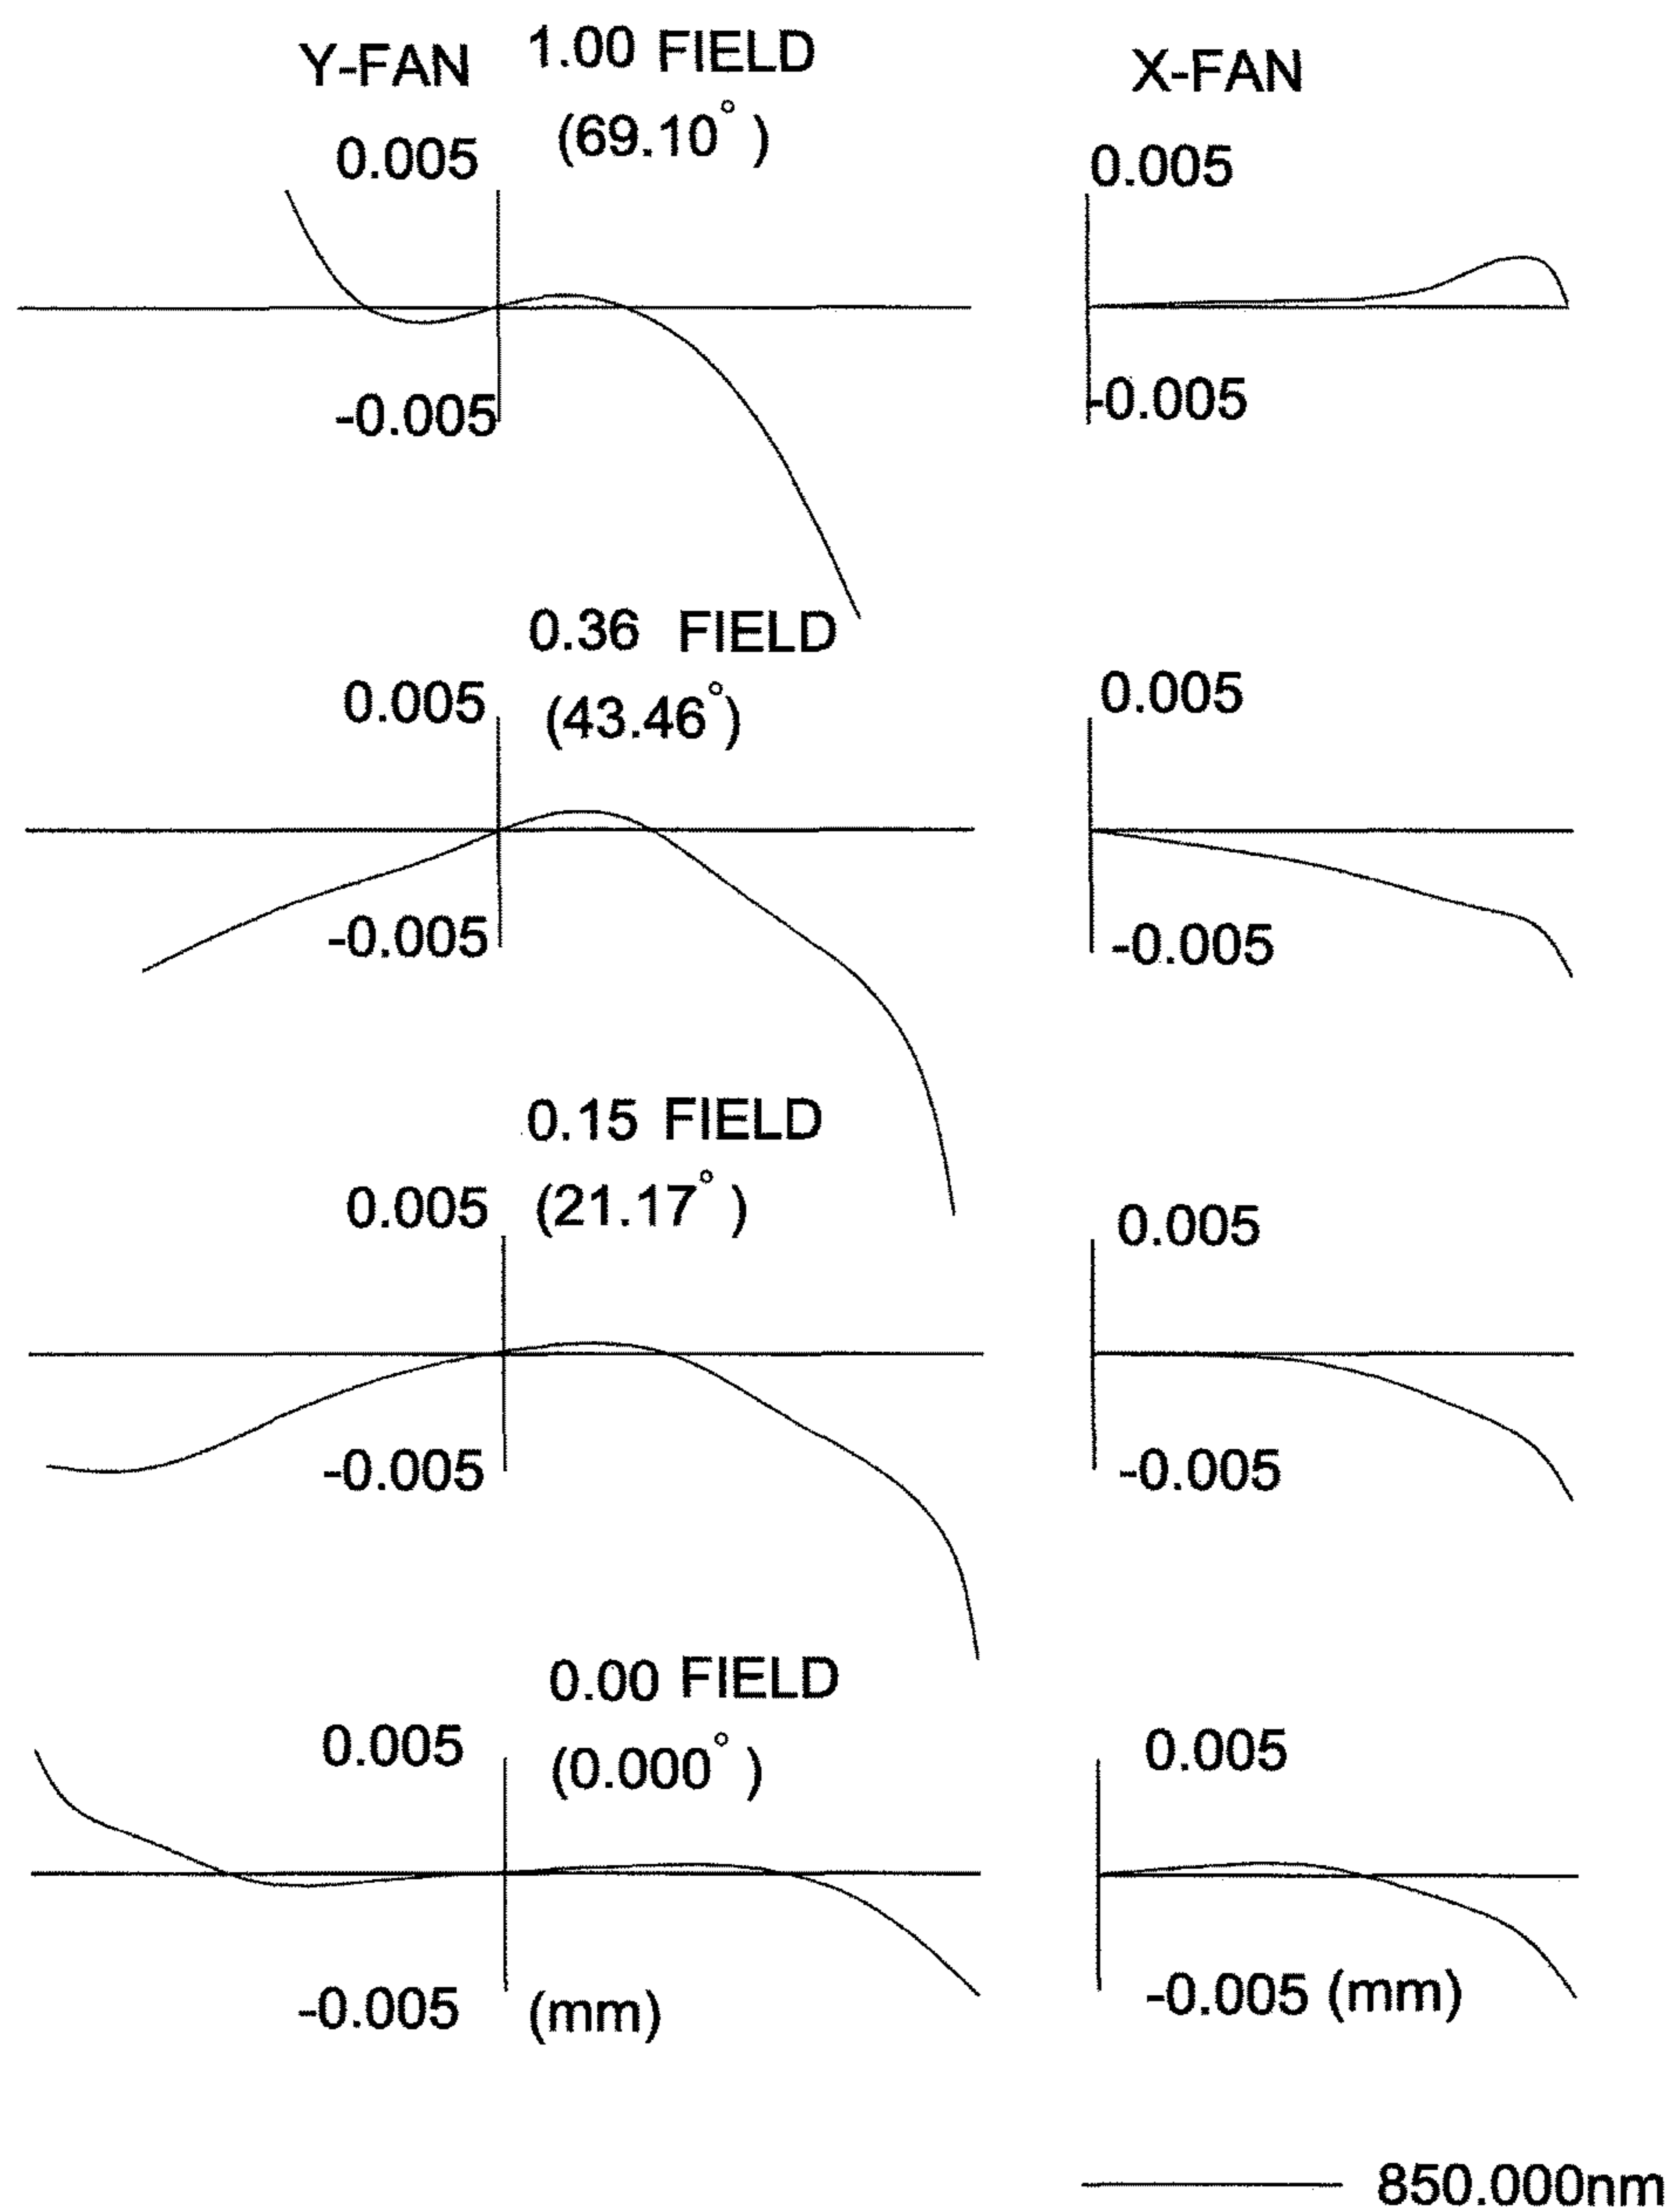 Y-FAN 1.00 FIELD X-FAN
(69.10°)
0.005 0.005
-0.005 -0.005
0.36 FIELD
0.005 (43.46°) 0.005
-0.005 -0.005
0.15 FIELD
0.005 (21.17°) 0.005
-0.005 -0.005
0.00 FIELD
0.005 (0.000°) 0.005
-0.005 (mm) -0.005 (mm)
850.000nm